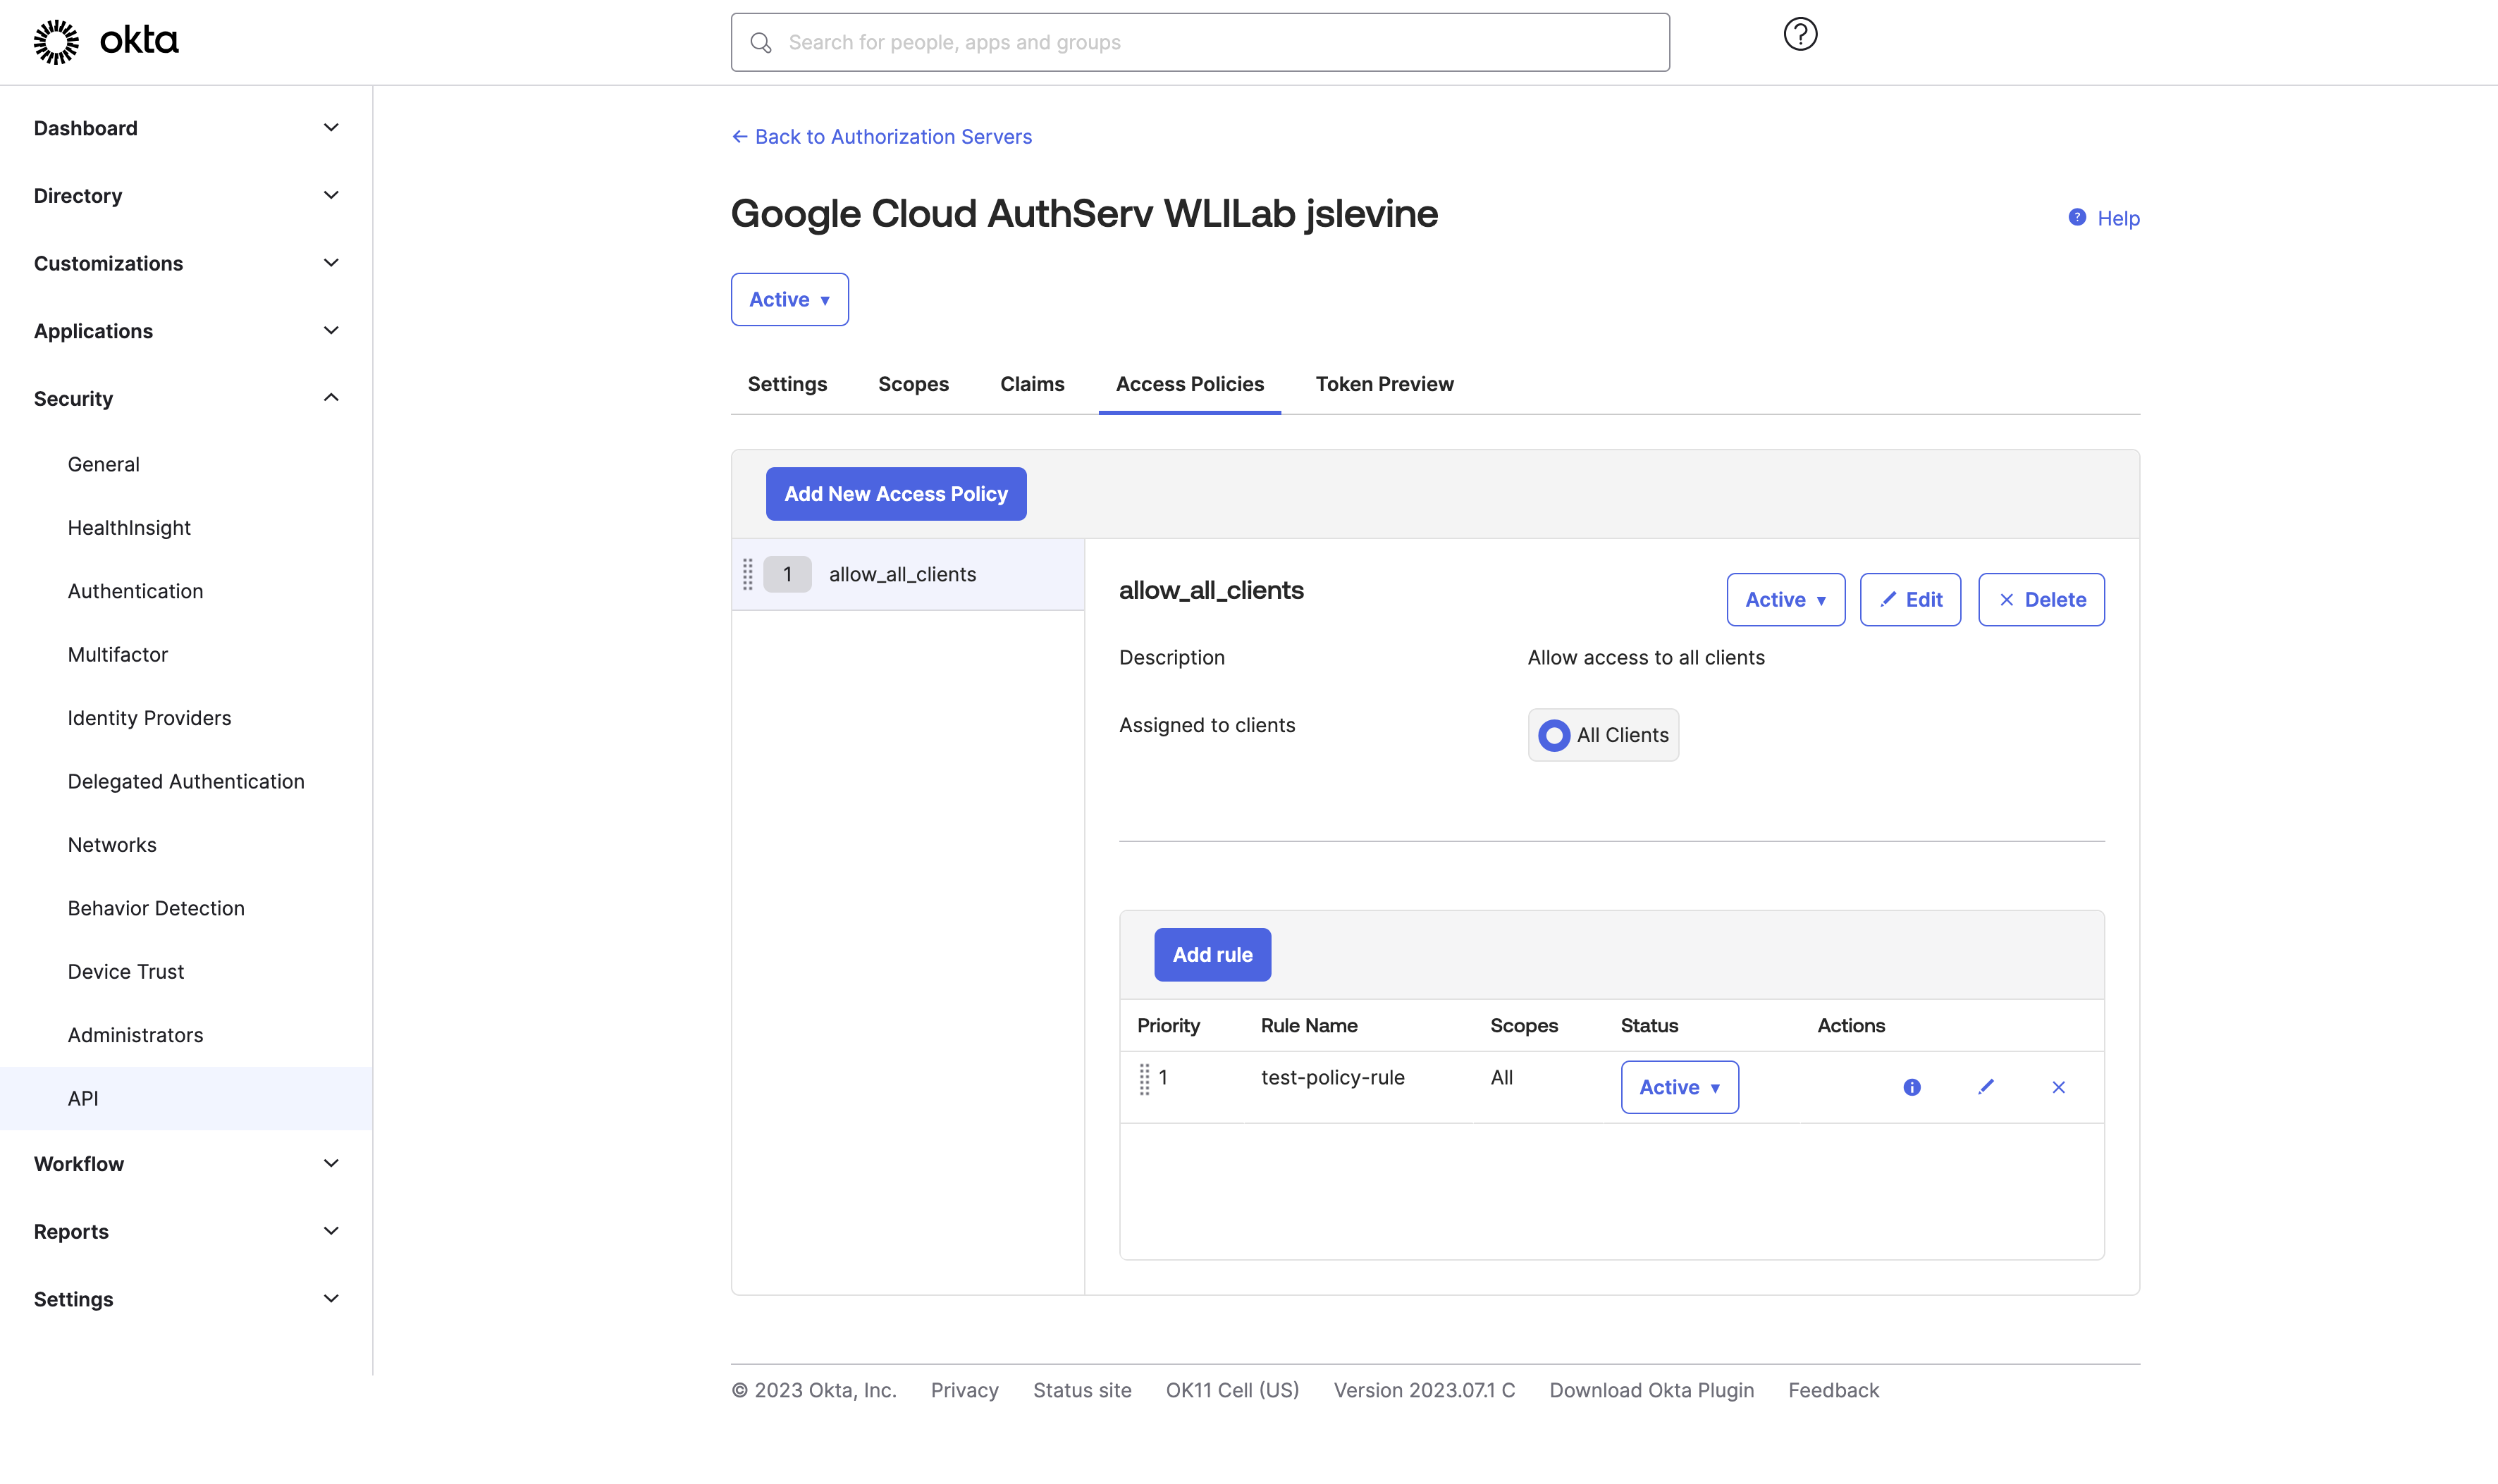 okta
Search for people, apps and groups
Dashboard
Directory
Customizations
Applications
Security
General
HealthInsight
Authentication
Multifactor
Identity Providers
Delegated Authentication
Networks
Behavior Detection
Device Trust
Administrators
API
Workflow
Reports
Settings
← Back to Authorization Servers
Google Cloud AuthServ WLILab jslevine
Help
Active ▼
Settings Scopes Claims Access Policies Token Preview
Add New Access Policy
1 allow_all_clients
allow_all_clients
Active ▼ Edit × Delete
Description Allow access to all clients
Assigned to clients All Clients
Add rule
Priority Rule Name Scopes Status Actions
1 test-policy-rule All Active ▼
© 2023 Okta, Inc. Privacy Status site OK11 Cell (US) Version 2023.07.1 C Download Okta Plugin Feedback